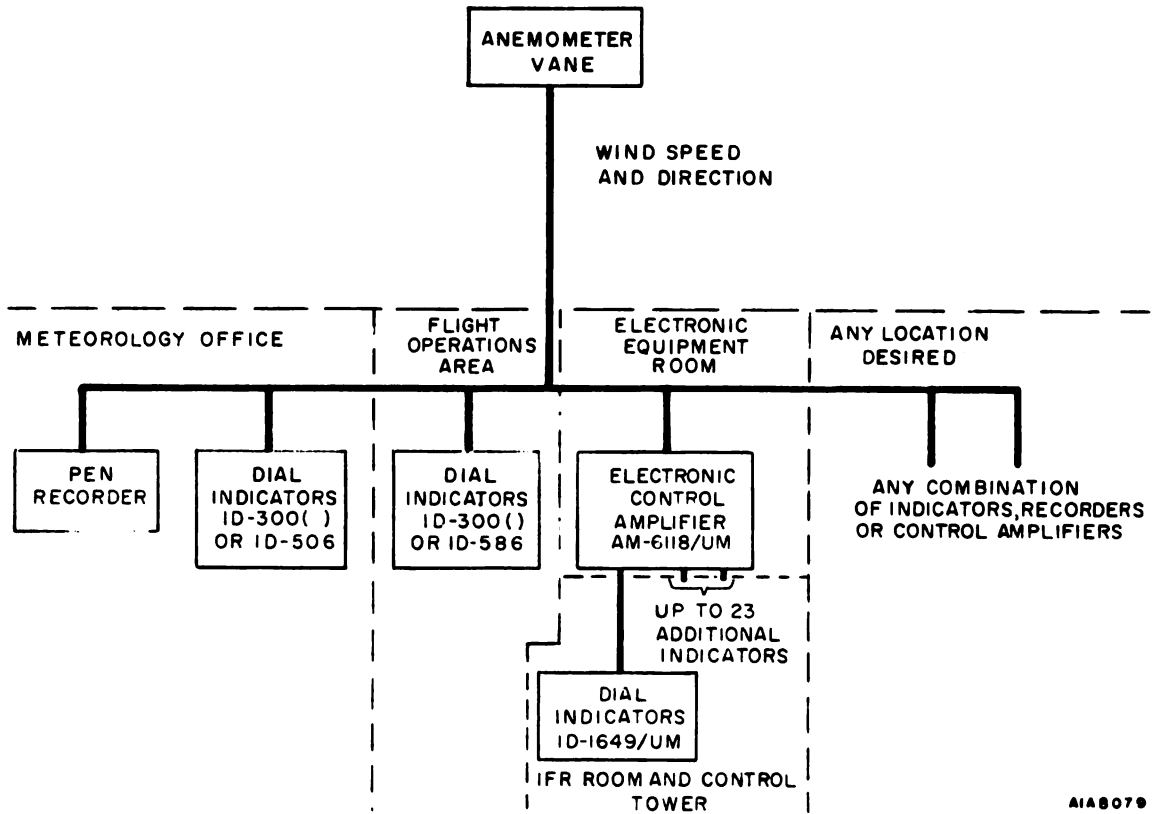 ANEMOMETER
VANE
WIND SPEED
AND DIRECTION
METEOROLOGY OFFICE
FLIGHT
OPERATIONS
AREA
ELECTRONIC
EQUIPMENT
ROOM
ANY LOCATION
DESIRED
PEN
RECORDER
DIAL
INDICATORS
ID-300( )
OR ID-506
DIAL
INDICATORS
ID-300()
OR ID-586
ELECTRONIC
CONTROL
AMPLIFIER
AM-6118/UM
ANY COMBINATION
OF INDICATORS,RECORDERS
OR CONTROL AMPLIFIERS
UP TO 23
ADDITIONAL
INDICATORS
DIAL
INDICATORS
ID-1649/UM
IFR ROOM AND CONTROL
TOWER
AIA8079